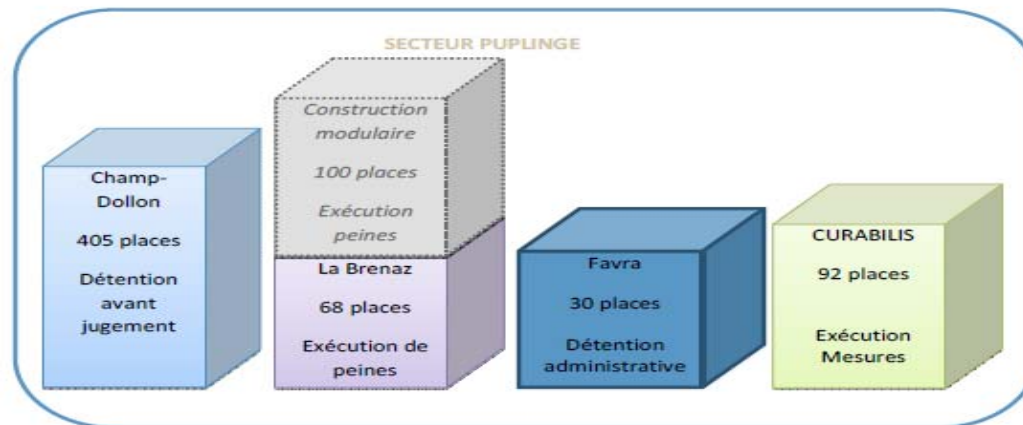 SECTEUR PUPLINGE
Champ-
Dollon
405 places
Détention
avant
jugement
Construction
modulaire
100 places
Exécution
peines
La Brenaz
68 places
Exécution de
peines
Favra
30 places
Détention
administrative
CURABILIS
92 places
Exécution
Mesures